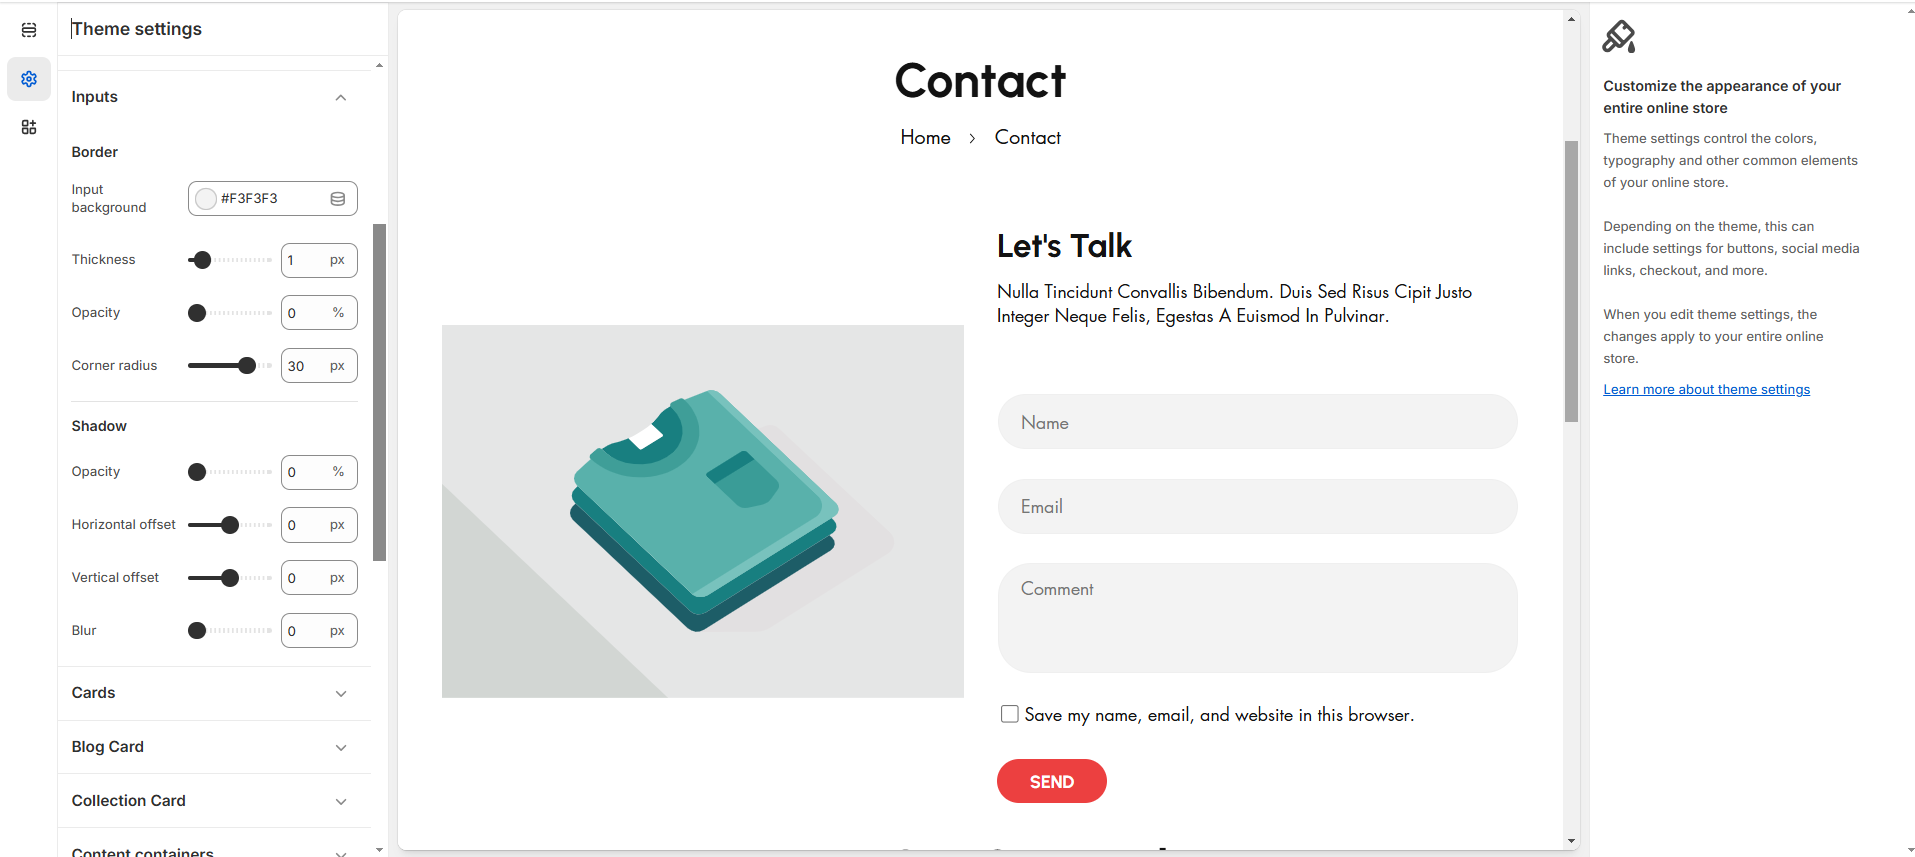 Theme settings
Inputs
Border
Input
background
#F3F3F3
Thickness
1 px
Opacity
0 %
Corner radius
30 px
Shadow
Opacity
0 %
Horizontal offset
0 px
Vertical offset
0 px
Blur
0 px
Cards
Blog Card
Collection Card
Content containers
Contact
Home > Contact
Let's Talk
Nulla Tincidunt Convallis Bibendum. Duis Sed Risus Cipit Justo
Integer Neque Felis, Egestas A Euismod In Pulvinar.
Name
Email
Comment
Save my name, email, and website in this browser.
SEND
Customize the appearance of your
entire online store
Theme settings control the colors,
typography and other common elements
of your online store.
Depending on the theme, this can
include settings for buttons, social media
links, checkout, and more.
When you edit theme settings, the
changes apply to your entire online
store.
Learn more about theme settings